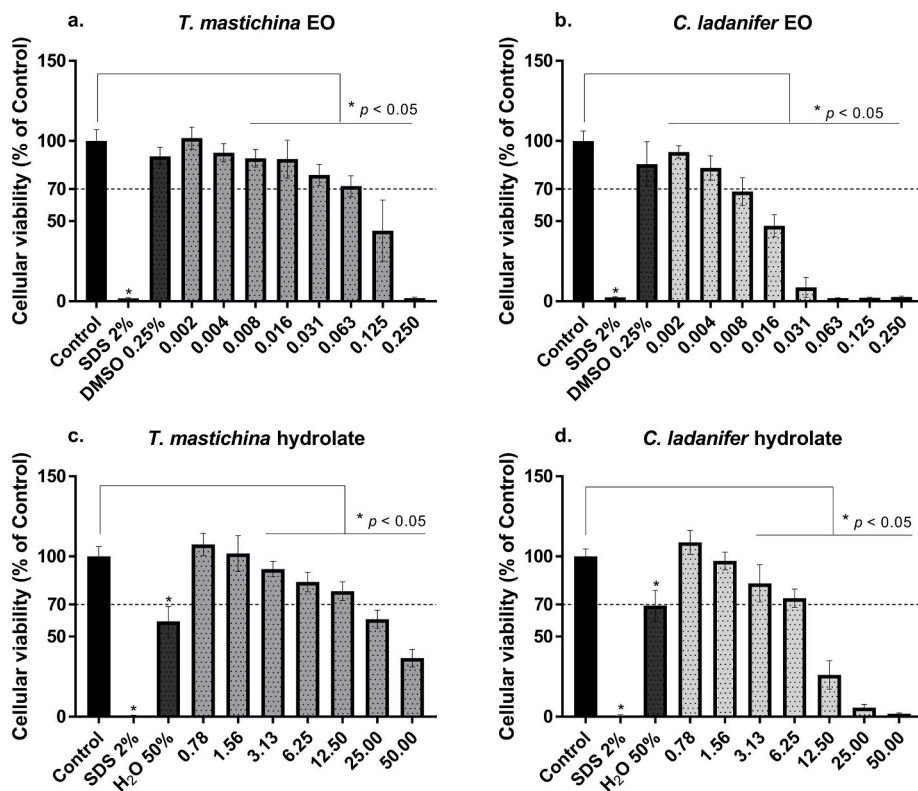 a. T. mastichina EO
Cellular viability (% of Control)
150
100
70
50
0
* p < 0.05
*
Control
SDS 2%
DMSO 0.25%
0.002
0.004
0.008
0.016
0.031
0.063
0.125
0.250
b. C. ladanifer EO
Cellular viability (% of Control)
150
100
70
50
0
* p < 0.05
*
Control
SDS 2%
DMSO 0.25%
0.002
0.004
0.008
0.016
0.031
0.063
0.125
0.250
c. T. mastichina hydrolate
Cellular viability (% of Control)
150
100
70
50
0
* p < 0.05
*
*
Control
SDS 2%
H₂O 50%
0.78
1.56
3.13
6.25
12.50
25.00
50.00
d. C. ladanifer hydrolate
Cellular viability (% of Control)
150
100
70
50
0
* p < 0.05
*
*
Control
SDS 2%
H₂O 50%
0.78
1.56
3.13
6.25
12.50
25.00
50.00